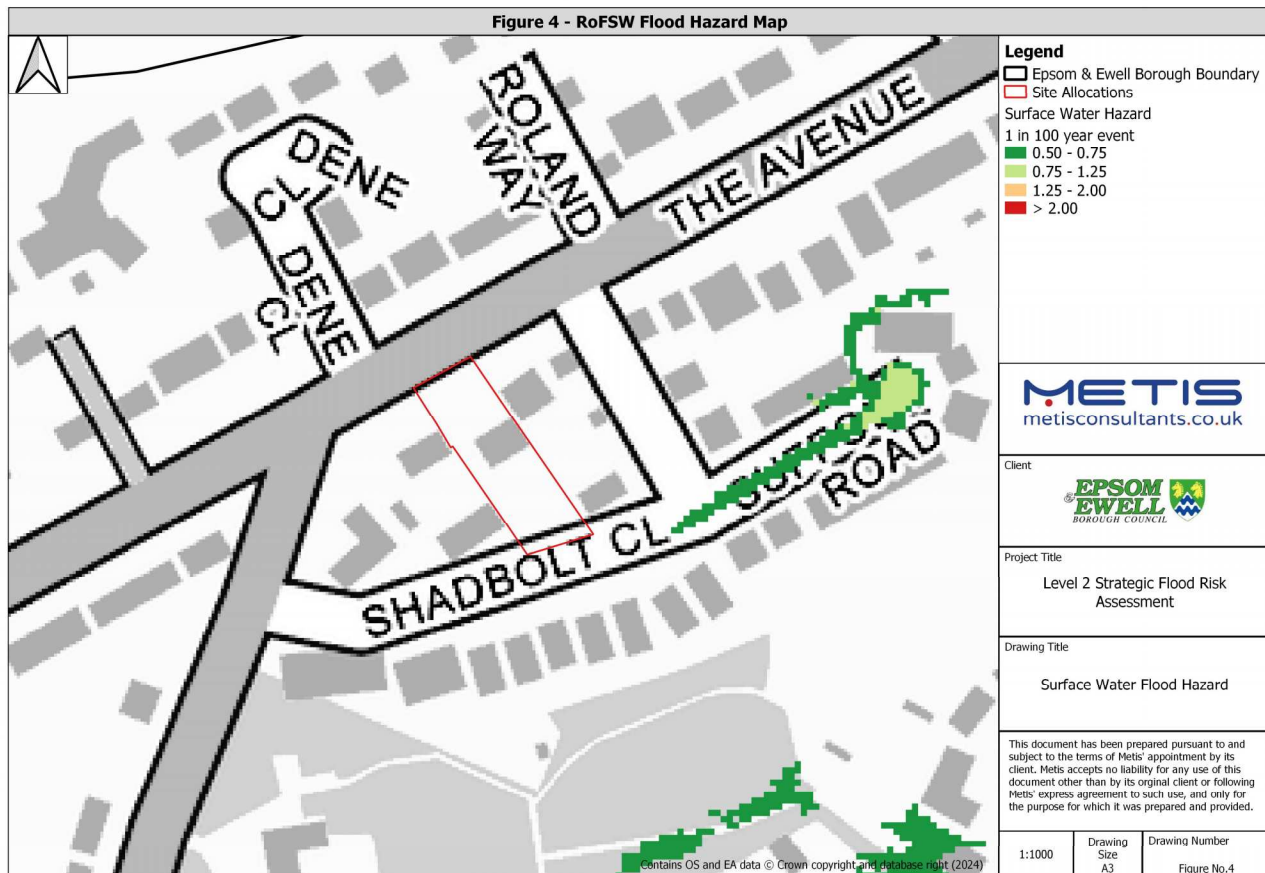 Figure 4 - RoFSW Flood Hazard Map
DENE
CL
DENE
CL
ROLAND
WAY
THE AVENUE
SHADBOLT CL
ROAD
Contains OS and EA data © Crown copyright and database right (2024)
Legend
Epsom & Ewell Borough Boundary
Site Allocations
Surface Water Hazard
1 in 100 year event
0.50 - 0.75
0.75 - 1.25
1.25 - 2.00
> 2.00
METIS
metisconsultants.co.uk
Client
EPSOM
& EWELL
BOROUGH COUNCIL
Project Title
Level 2 Strategic Flood Risk
Assessment
Drawing Title
Surface Water Flood Hazard
This document has been prepared pursuant to and
subject to the terms of Metis' appointment by its
client. Metis accepts no liability for any use of this
document other than by its orginal client or following
Metis' express agreement to such use, and only for
the purpose for which it was prepared and provided.
1:1000
Drawing
Size
A3
Drawing Number
Figure No.4